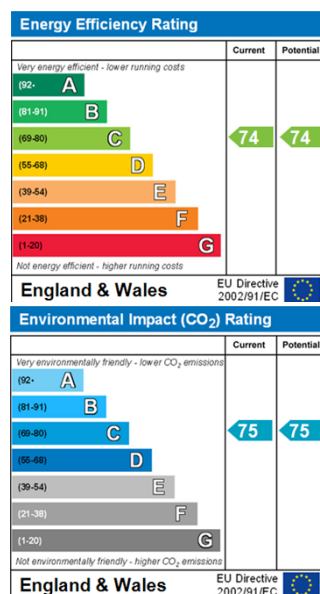 Energy Efficiency Rating
Current Potential
Very energy efficient - lower running costs
(92- A
(81-91) B
(69-80) C 74 74
(55-68) D
(39-54) E
(21-38) F
(1-20) G
Not energy efficient - higher running costs
England & Wales
EU Directive
2002/91/EC
Environmental Impact (CO2) Rating
Current Potential
Very environmentally friendly - lower CO2 emissions
(92- A
(81-91) B
(69-80) C 75 75
(55-68) D
(39-54) E
(21-38) F
(1-20) G
Not environmentally friendly - higher CO2 emissions
England & Wales
EU Directive
2002/91/EC